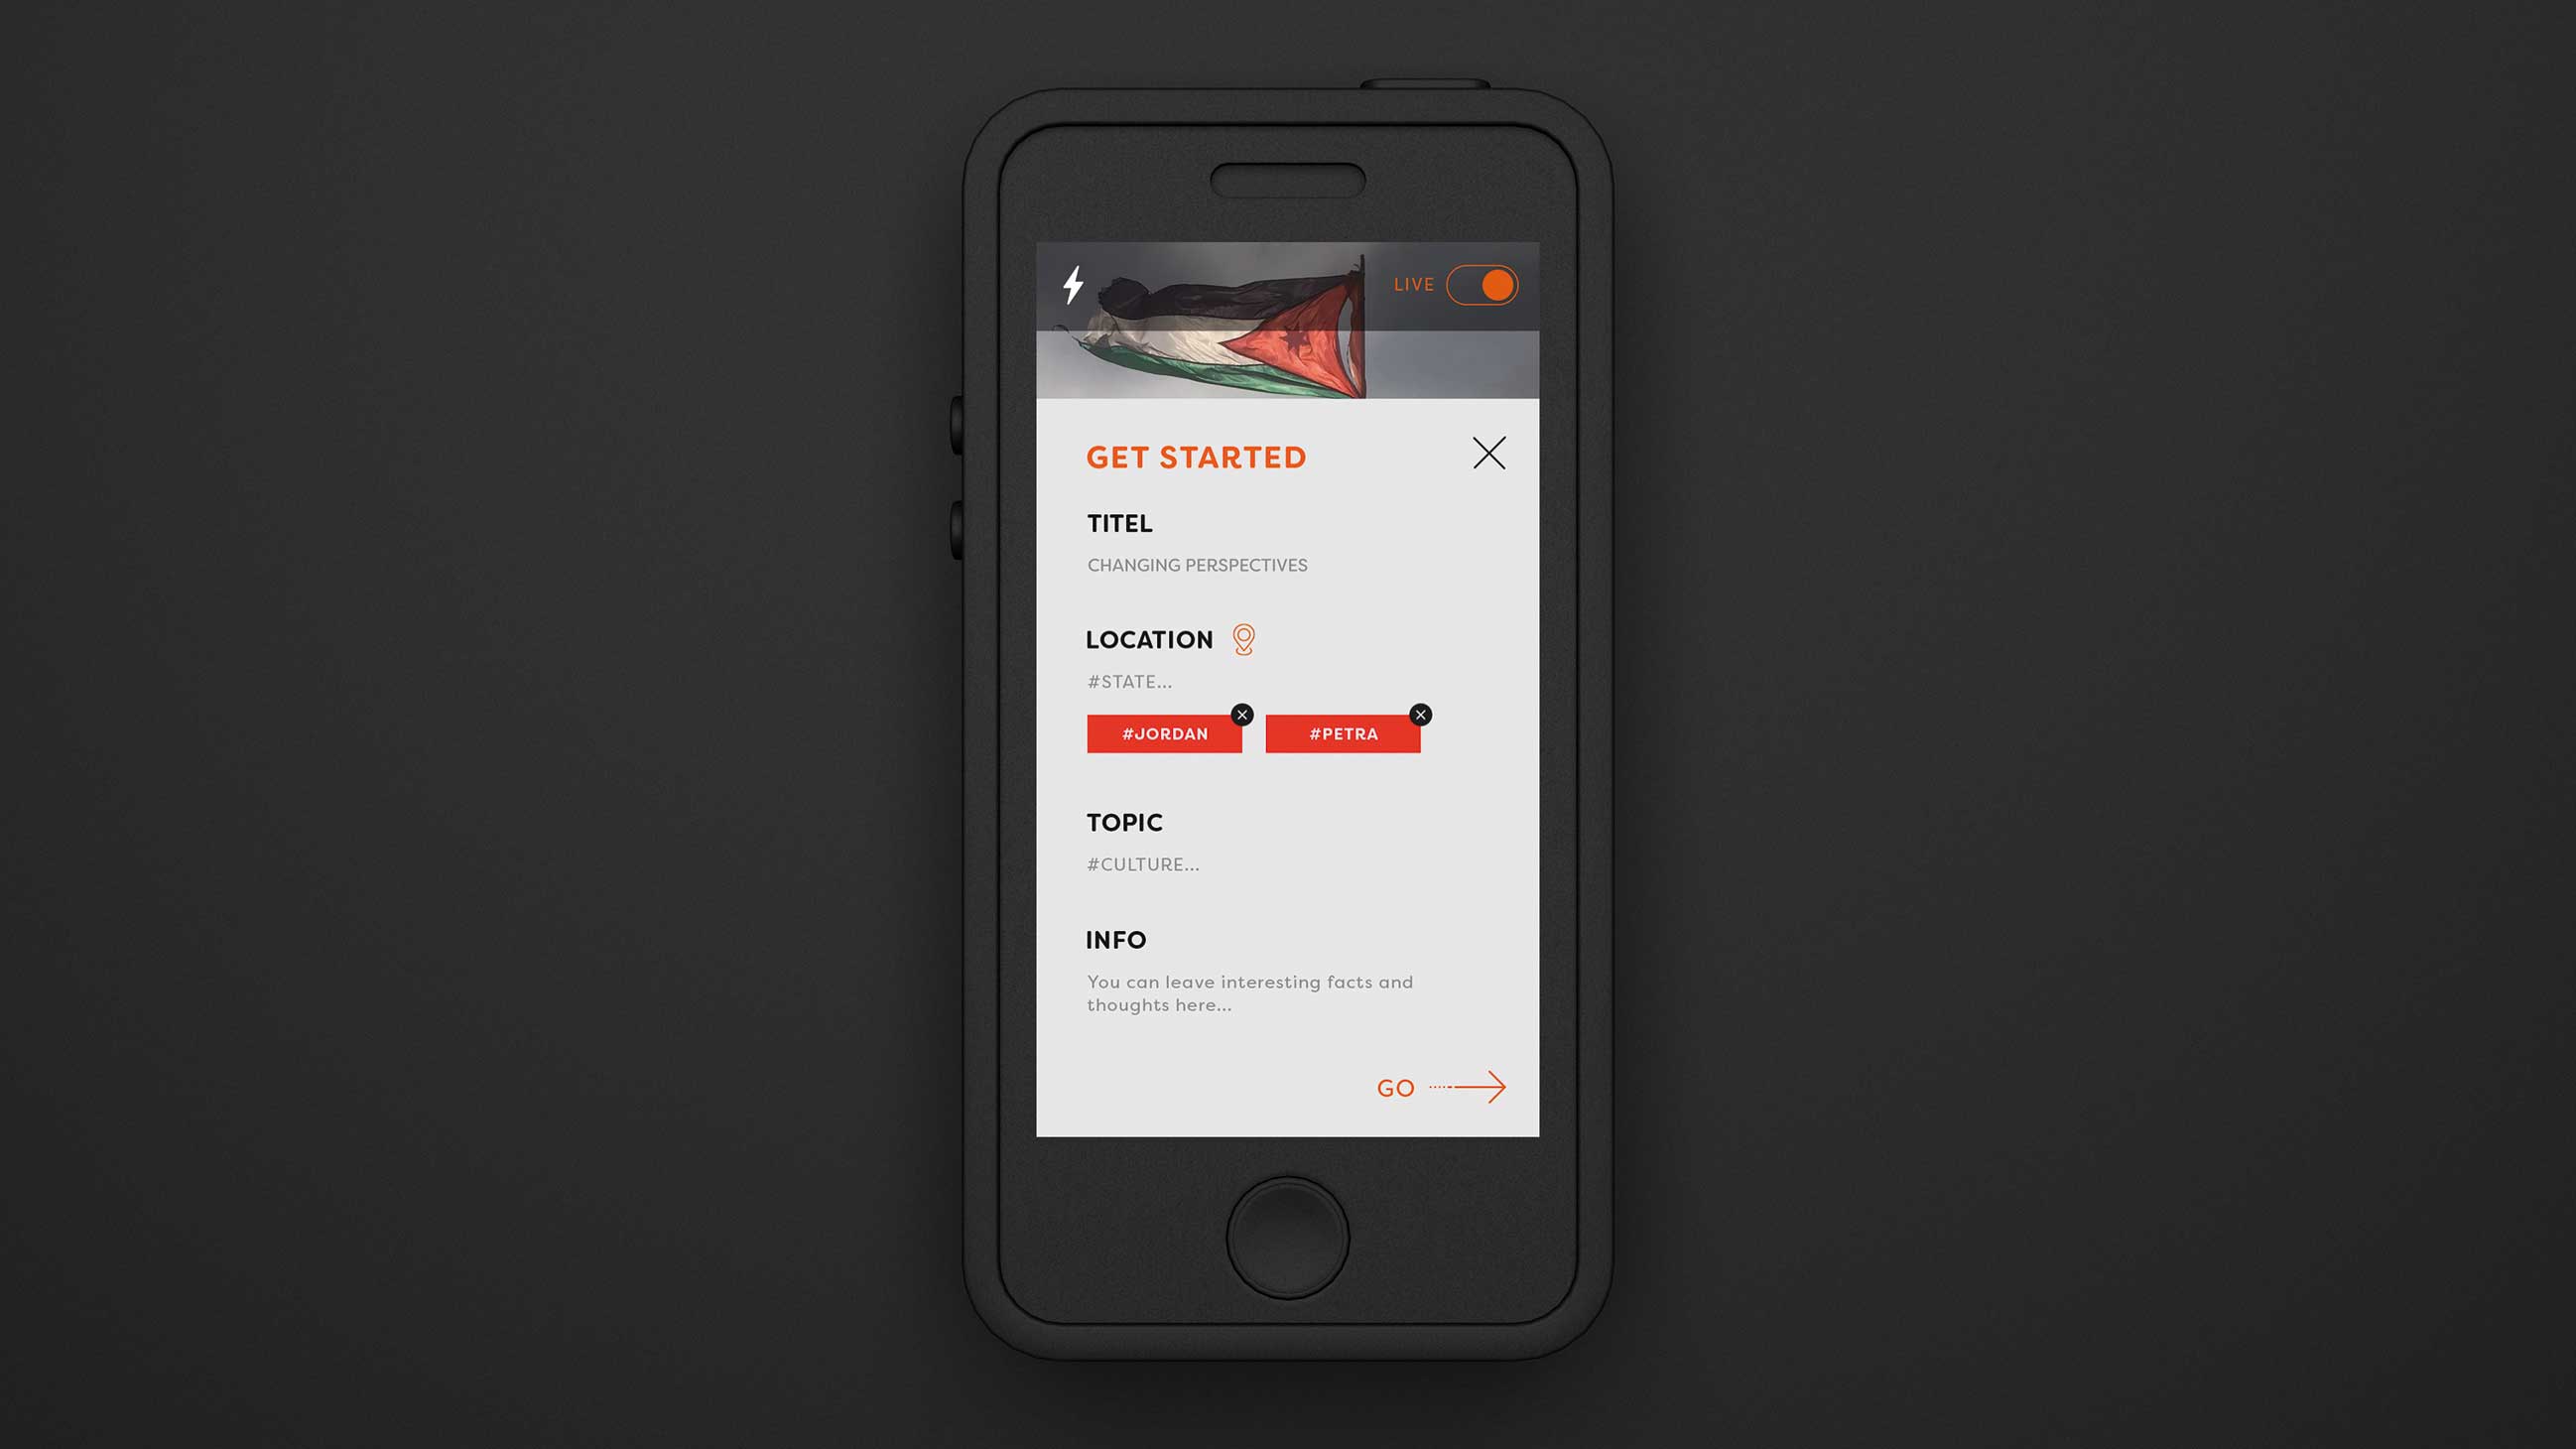 LIVE
GET STARTED
TITEL
CHANGING PERSPECTIVES
LOCATION
#STATE...
#JORDAN #PETRA
TOPIC
#CULTURE...
INFO
You can leave interesting facts and
thoughts here...
GO